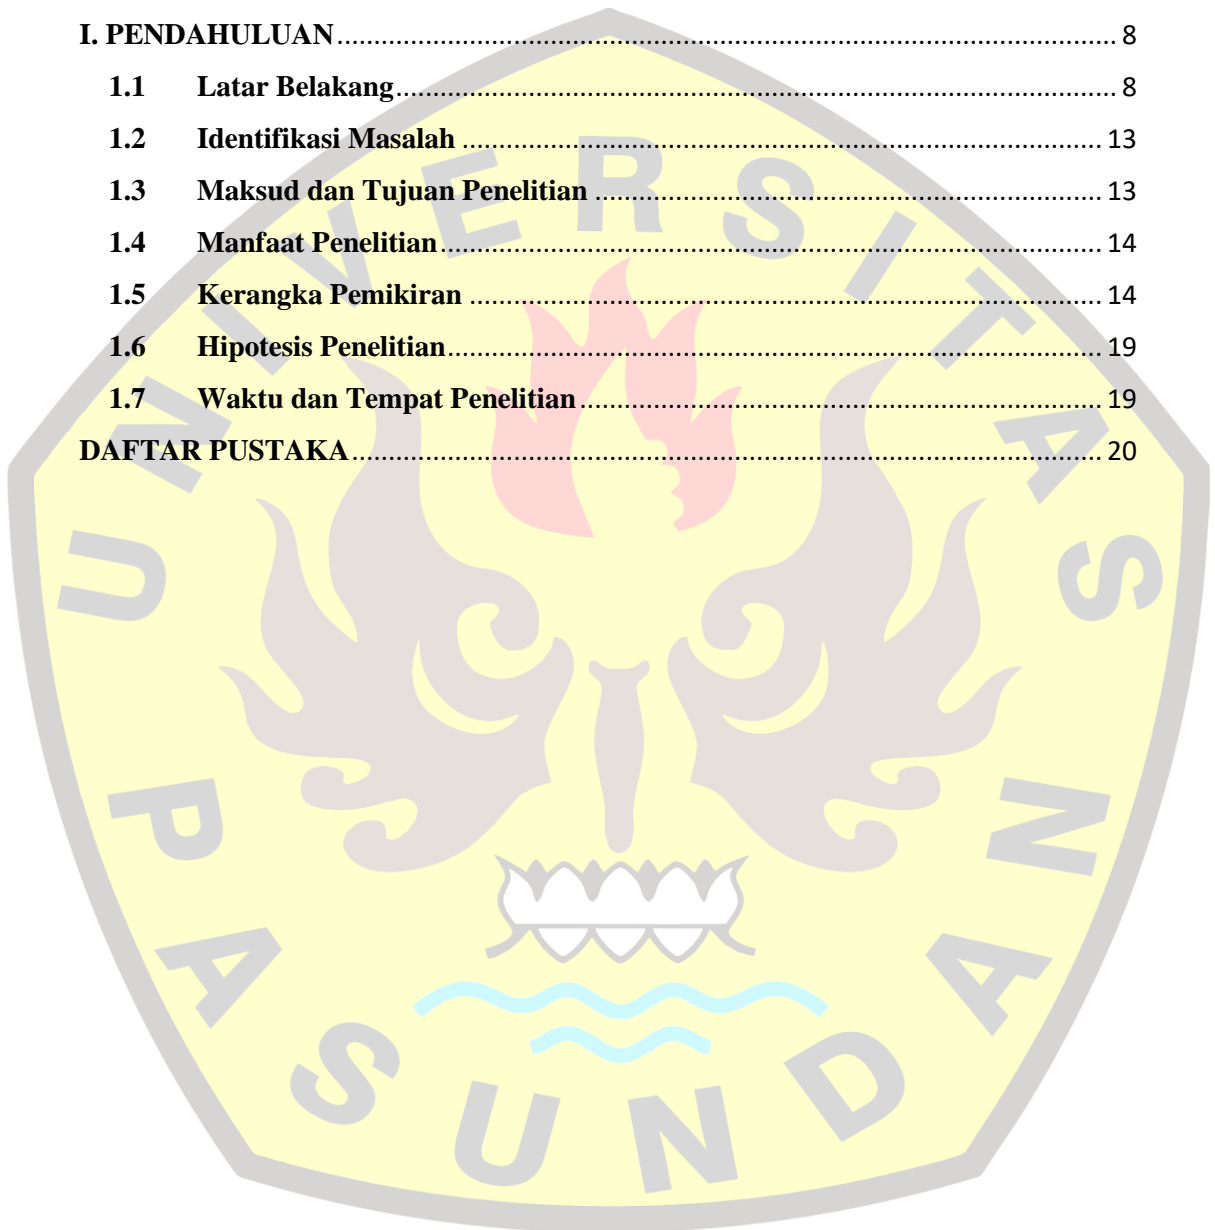 I. PENDAHULUAN ........ 8
1.1 Latar Belakang ........ 8
1.2 Identifikasi Masalah ........ 13
1.3 Maksud dan Tujuan Penelitian ........ 13
1.4 Manfaat Penelitian ........ 14
1.5 Kerangka Pemikiran ........ 14
1.6 Hipotesis Penelitian ........ 19
1.7 Waktu dan Tempat Penelitian ........ 19
DAFTAR PUSTAKA ........ 20
UNIVERSITAS
PASUNDAN